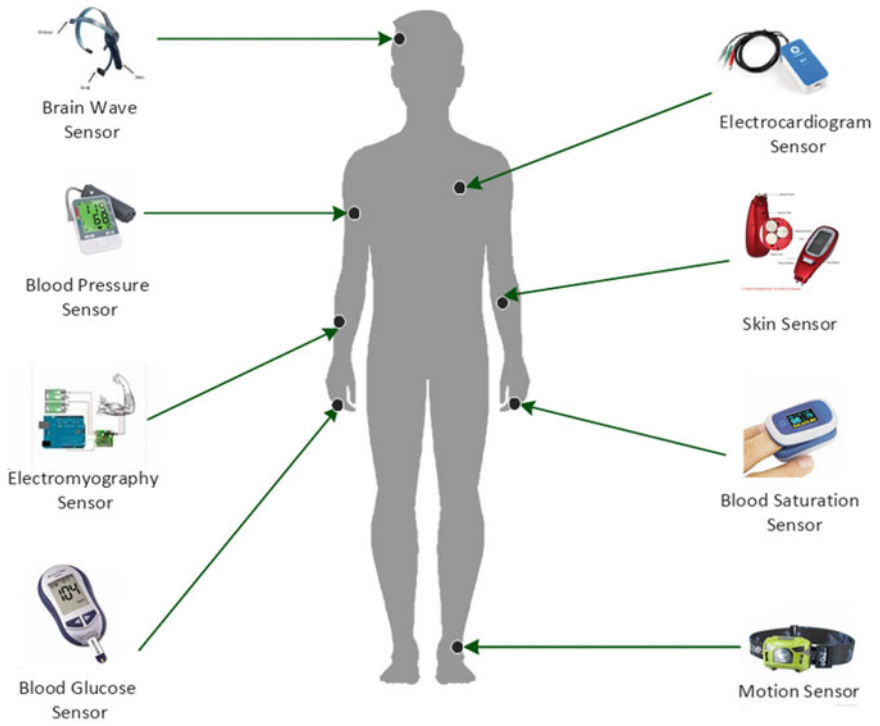 Brain Wave
Sensor
Electrocardiogram
Sensor
Blood Pressure
Sensor
Skin Sensor
Electromyography
Sensor
Blood Saturation
Sensor
104
Blood Glucose
Sensor
Motion Sensor